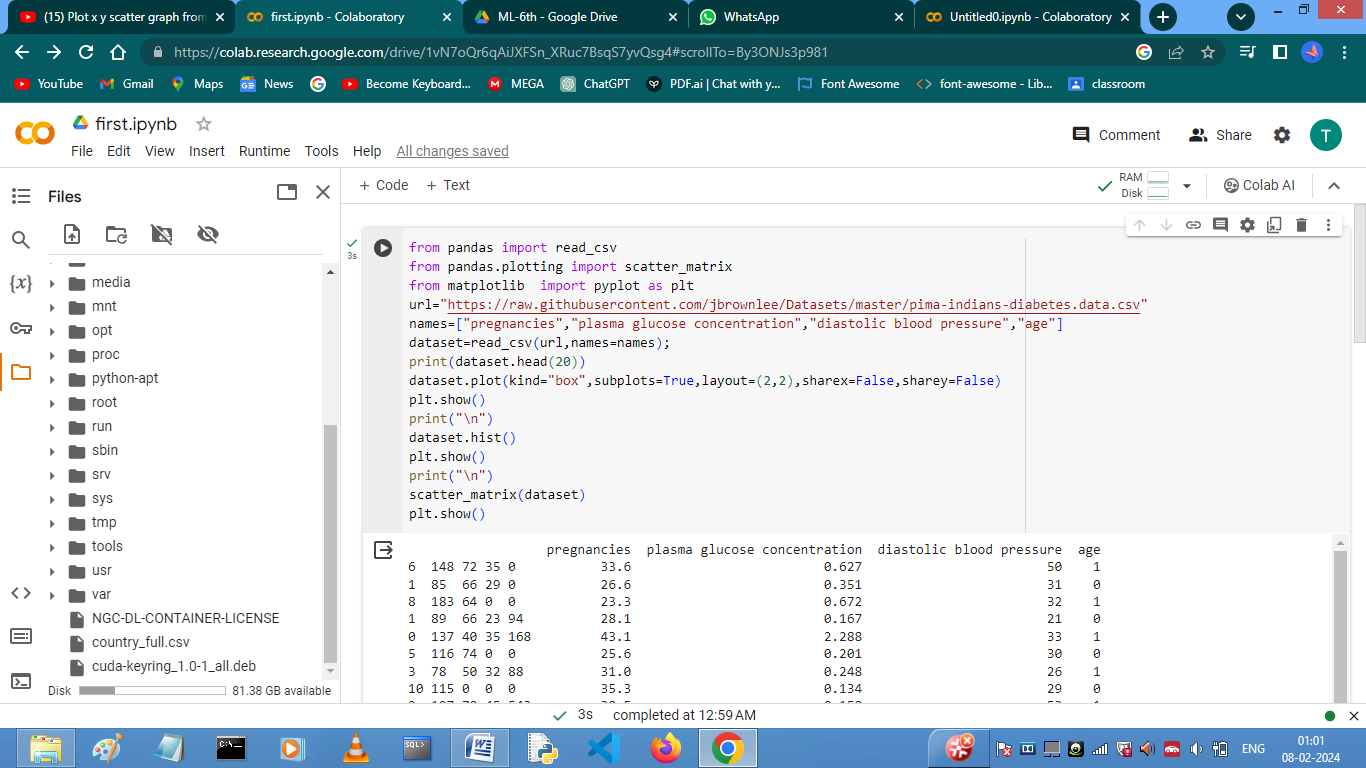 (15) Plot x y scatter graph from
first.ipynb - Colaboratory
ML-6th - Google Drive
WhatsApp
Untitled0.ipynb - Colaboratory
https://colab.research.google.com/drive/1vN7oQr6qAiJXFSn_XRuc7BsqS7yvQsg4#scrollTo=By3ONJs3p981
YouTube
Gmail
Maps
News
Become Keyboard...
MEGA
ChatGPT
PDF.ai | Chat with y...
Font Awesome
font-awesome - Lib...
classroom
first.ipynb
File Edit View Insert Runtime Tools Help All changes saved
Comment
Share
T
Files
+ Code + Text
RAM
Disk
Colab AI
media
mnt
opt
proc
python-apt
root
run
sbin
srv
sys
tmp
tools
usr
var
NGC-DL-CONTAINER-LICENSE
country_full.csv
cuda-keyring_1.0-1_all.deb
Disk 81.38 GB available
3s
from pandas import read_csv
from pandas.plotting import scatter_matrix
from matplotlib  import pyplot as plt
url="https://raw.githubusercontent.com/jbrownlee/Datasets/master/pima-indians-diabetes.data.csv"
names=["pregnancies","plasma glucose concentration","diastolic blood pressure","age"]
dataset=read_csv(url,names=names);
print(dataset.head(20))
dataset.plot(kind="box",subplots=True,layout=(2,2),sharex=False,sharey=False)
plt.show()
print("\n")
dataset.hist()
plt.show()
print("\n")
scatter_matrix(dataset)
plt.show()
pregnancies plasma glucose concentration diastolic blood pressure age
6 148 72 35 0 33.6 0.627 50 1
1 85 66 29 0 26.6 0.351 31 0
8 183 64 0 0 23.3 0.672 32 1
1 89 66 23 94 28.1 0.167 21 0
0 137 40 35 168 43.1 2.288 33 1
5 116 74 0 0 25.6 0.201 30 0
3 78 50 32 88 31.0 0.248 26 1
10 115 0 0 0 35.3 0.134 29 0
3s completed at 12:59 AM
ENG
01:01
08-02-2024